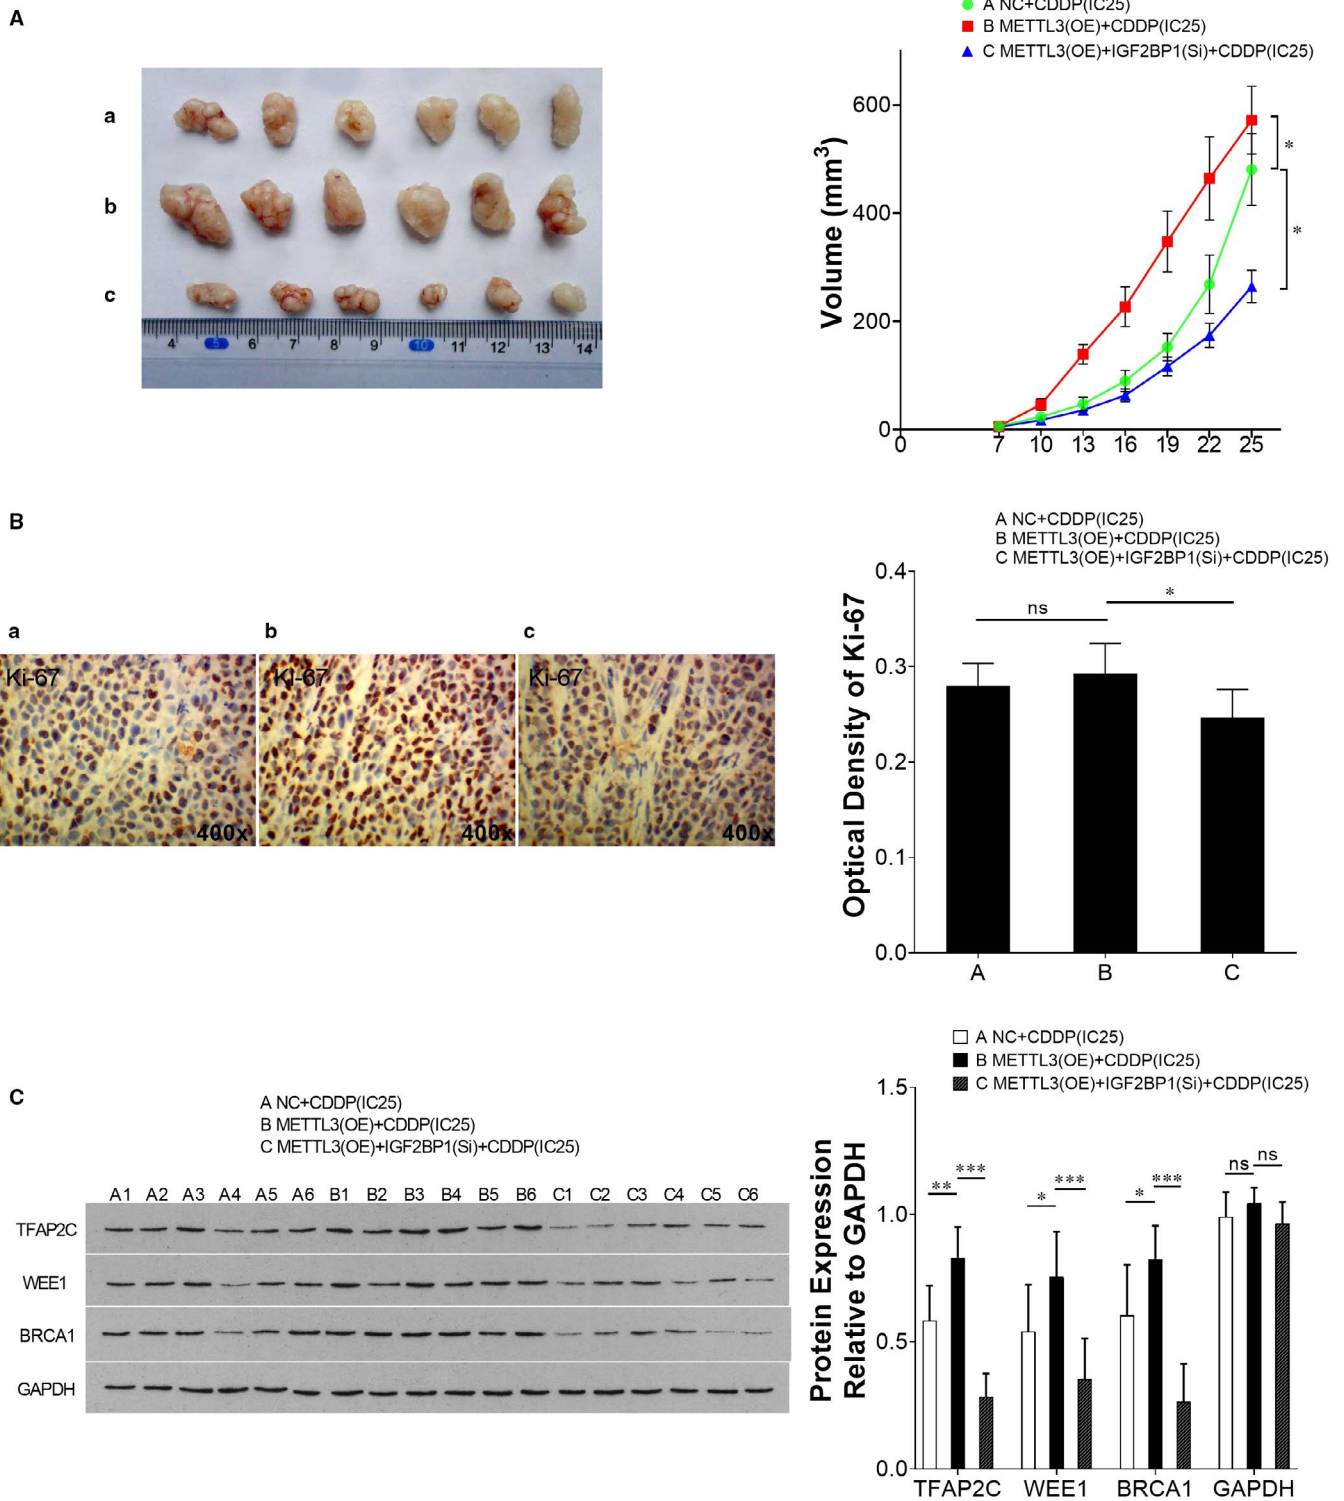 A
A NC+CDDP(IC25)
B METTL3(OE)+CDDP(IC25)
C METTL3(OE)+IGF2BP1(Si)+CDDP(IC25)
a
b
c
4 5 6 7 8 9 10 11 12 13 14
Volume (mm3)
600
400
200
0
0 7 10 13 16 19 22 25
*
*
B
a b c
Ki-67 Ki-67 Ki-67
400x 400x 400x
A NC+CDDP(IC25)
B METTL3(OE)+CDDP(IC25)
C METTL3(OE)+IGF2BP1(Si)+CDDP(IC25)
Optical Density of Ki-67
0.4
0.3
0.2
0.1
0.0
ns *
A B C
C
A NC+CDDP(IC25)
B METTL3(OE)+CDDP(IC25)
C METTL3(OE)+IGF2BP1(Si)+CDDP(IC25)
A1 A2 A3 A4 A5 A6 B1 B2 B3 B4 B5 B6 C1 C2 C3 C4 C5 C6
TFAP2C
WEE1
BRCA1
GAPDH
A NC+CDDP(IC25)
B METTL3(OE)+CDDP(IC25)
C METTL3(OE)+IGF2BP1(Si)+CDDP(IC25)
Protein Expression
Relative to GAPDH
1.5
1.0
0.5
0.0
** *** * *** * *** ns ns
TFAP2C WEE1 BRCA1 GAPDH